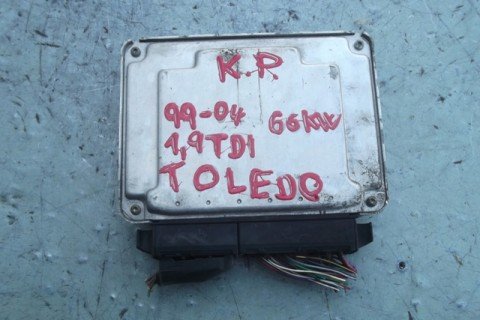 K.P
99-04 66KW
1,9TDI
TOLEDO